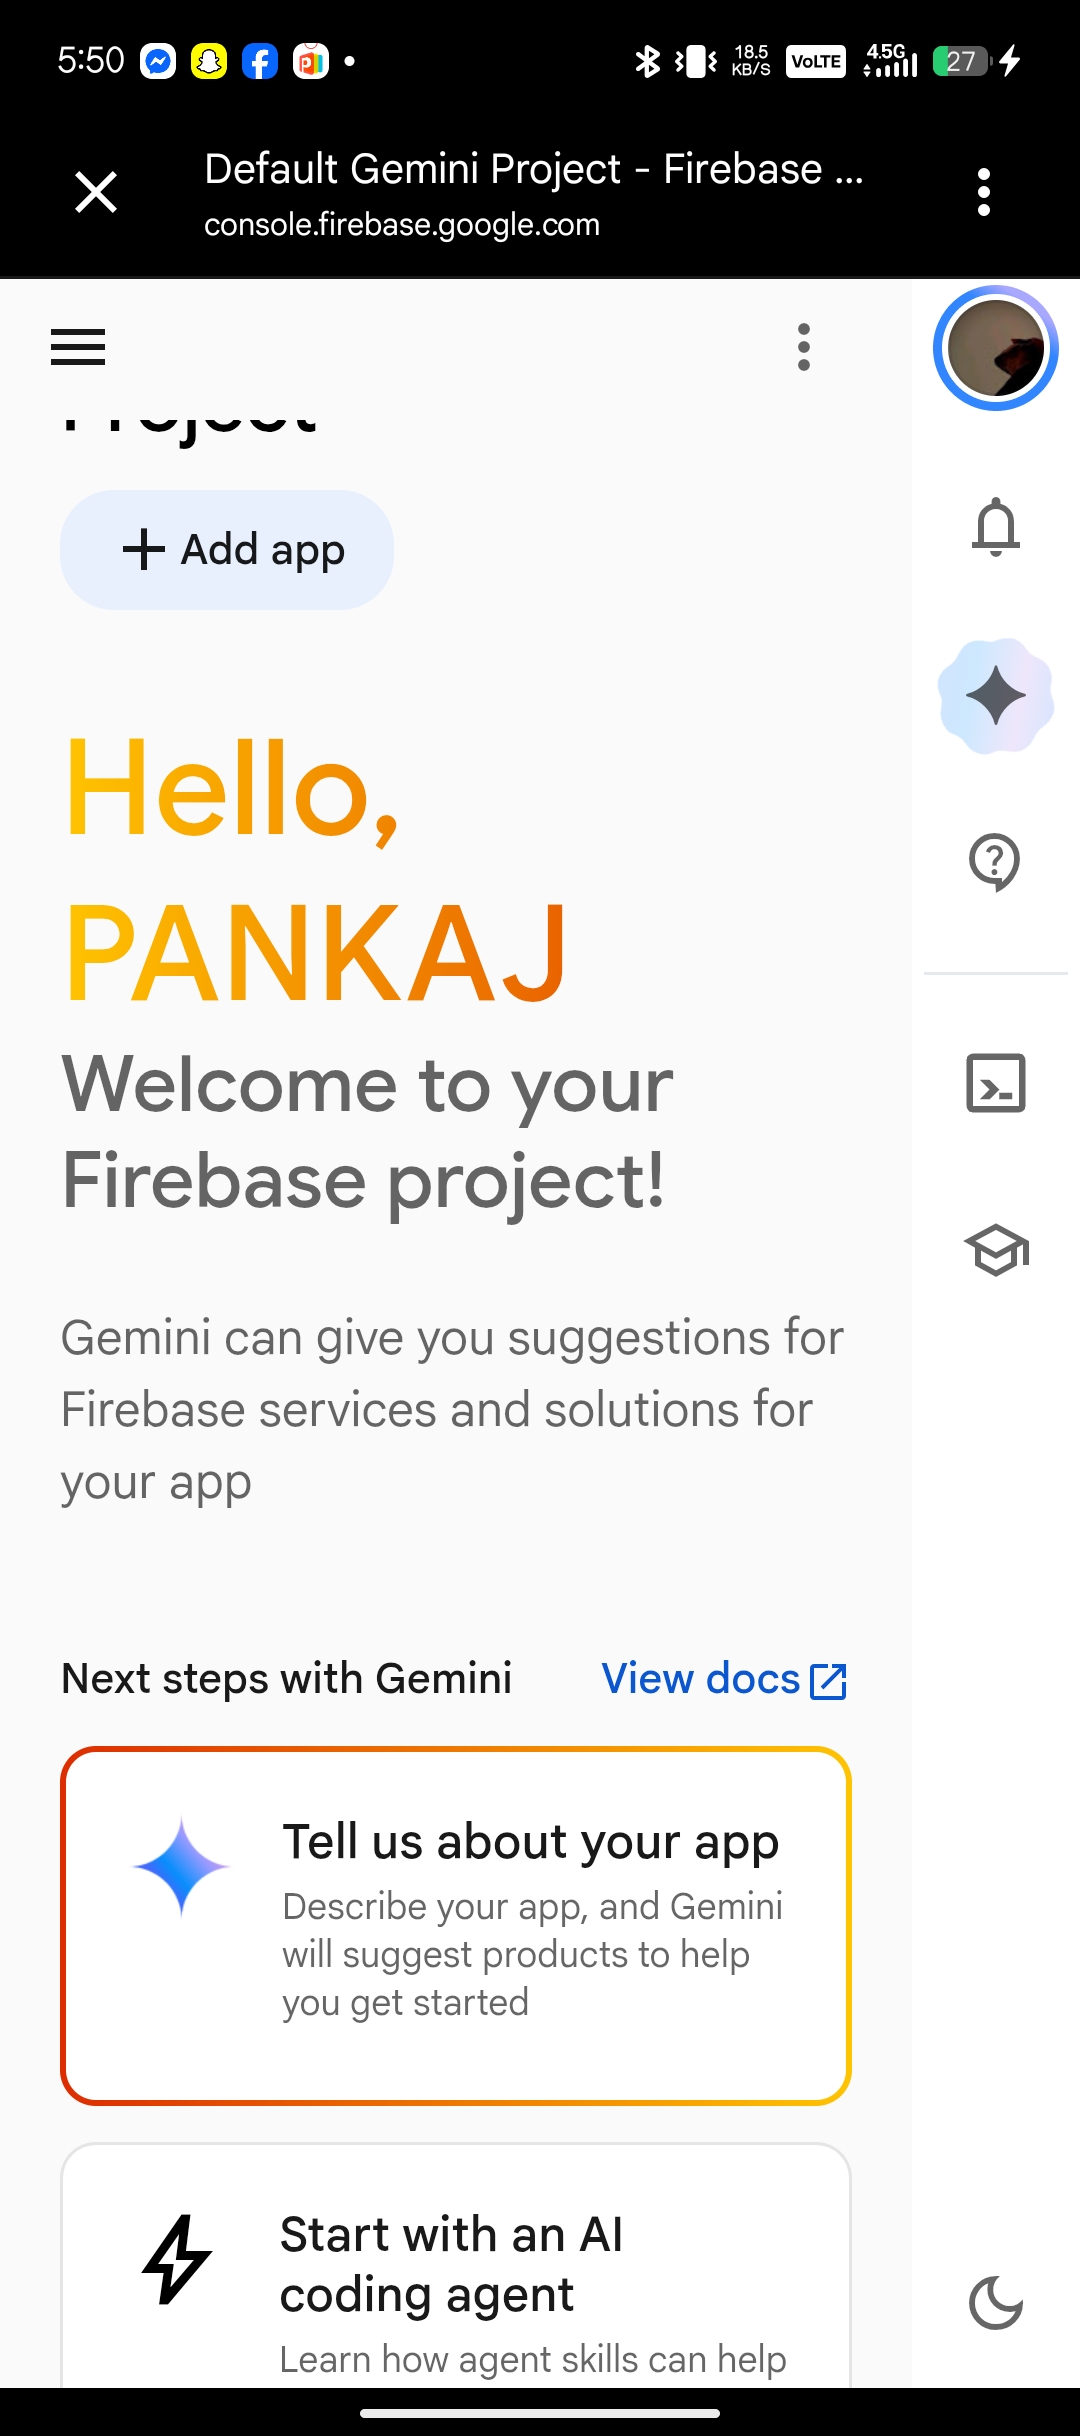 5:50
18.5
KB/S
VoLTE
4.5G
27
Default Gemini Project - Firebase ...
console.firebase.google.com
Project
+ Add app
Hello,
PANKAJ
Welcome to your
Firebase project!
Gemini can give you suggestions for
Firebase services and solutions for
your app
Next steps with Gemini
View docs
Tell us about your app
Describe your app, and Gemini
will suggest products to help
you get started
Start with an AI
coding agent
Learn how agent skills can help